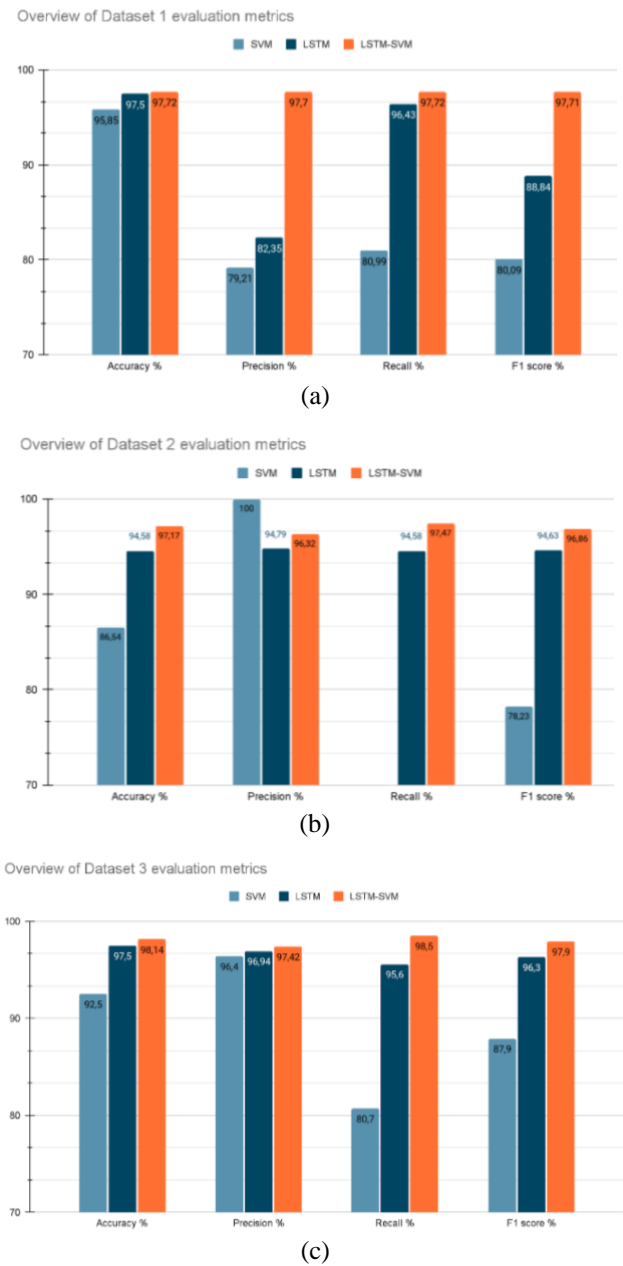 Overview of Dataset 1 evaluation metrics
SVM LSTM LSTM-SVM
100
90
80
70
95,85 97,5 97,72
79,21 82,35 97,7
80,99 96,43 97,72
80,09 88,84 97,71
Accuracy % Precision % Recall % F1 score %
(a)
Overview of Dataset 2 evaluation metrics
SVM LSTM LSTM-SVM
100
90
80
70
86,54 94,58 97,17
100 94,79 96,32
94,58 97,47
78,23 94,63 96,86
Accuracy % Precision % Recall % F1 score %
(b)
Overview of Dataset 3 evaluation metrics
SVM LSTM LSTM-SVM
100
90
80
70
92,5 97,5 98,14
96,4 96,94 97,42
80,7 95,6 98,5
87,9 96,3 97,9
Accuracy % Precision % Recall % F1 score %
(c)